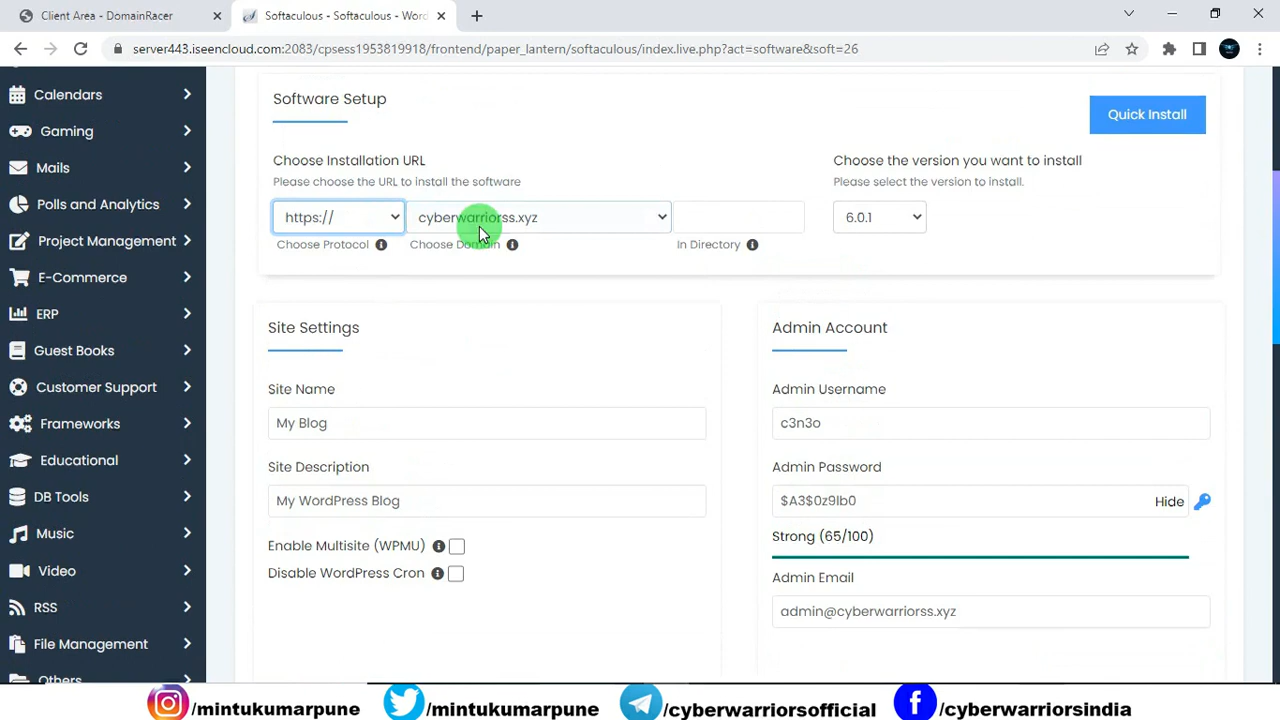 Client Area - DomainRacer
Softaculous - Softaculous - Word
server443.iseencloud.com:2083/cpsess1953819918/frontend/paper_lantern/softaculous/index.live.php?act=software&soft=26
Calendars
Gaming
Mails
Polls and Analytics
Project Management
E-Commerce
ERP
Guest Books
Customer Support
Frameworks
Educational
DB Tools
Music
Video
RSS
File Management
Others
Software Setup
Quick Install
Choose Installation URL
Please choose the URL to install the software
https://
cyberwarriorss.xyz
Choose Protocol
Choose Domain
In Directory
Choose the version you want to install
Please select the version to install.
6.0.1
Site Settings
Site Name
My Blog
Site Description
My WordPress Blog
Enable Multisite (WPMU)
Disable WordPress Cron
Admin Account
Admin Username
c3n3o
Admin Password
$A3$0z9lb0
Hide
Strong (65/100)
Admin Email
admin@cyberwarriorss.xyz
/mintukumarpune
/mintukumarpune
/cyberwarriorsofficial
/cyberwarriorsindia